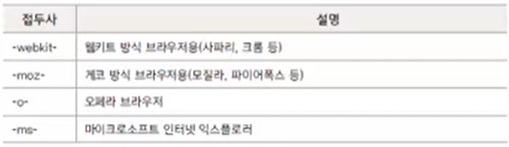 접두사 설명
-webkit- 웹키트 방식 브라우저용(사파리, 크롬 등)
-moz- 게코 방식 브라우저용(모질라, 파이어폭스 등)
-o- 오페라 브라우저
-ms- 마이크로소프트 인터넷 익스플로러